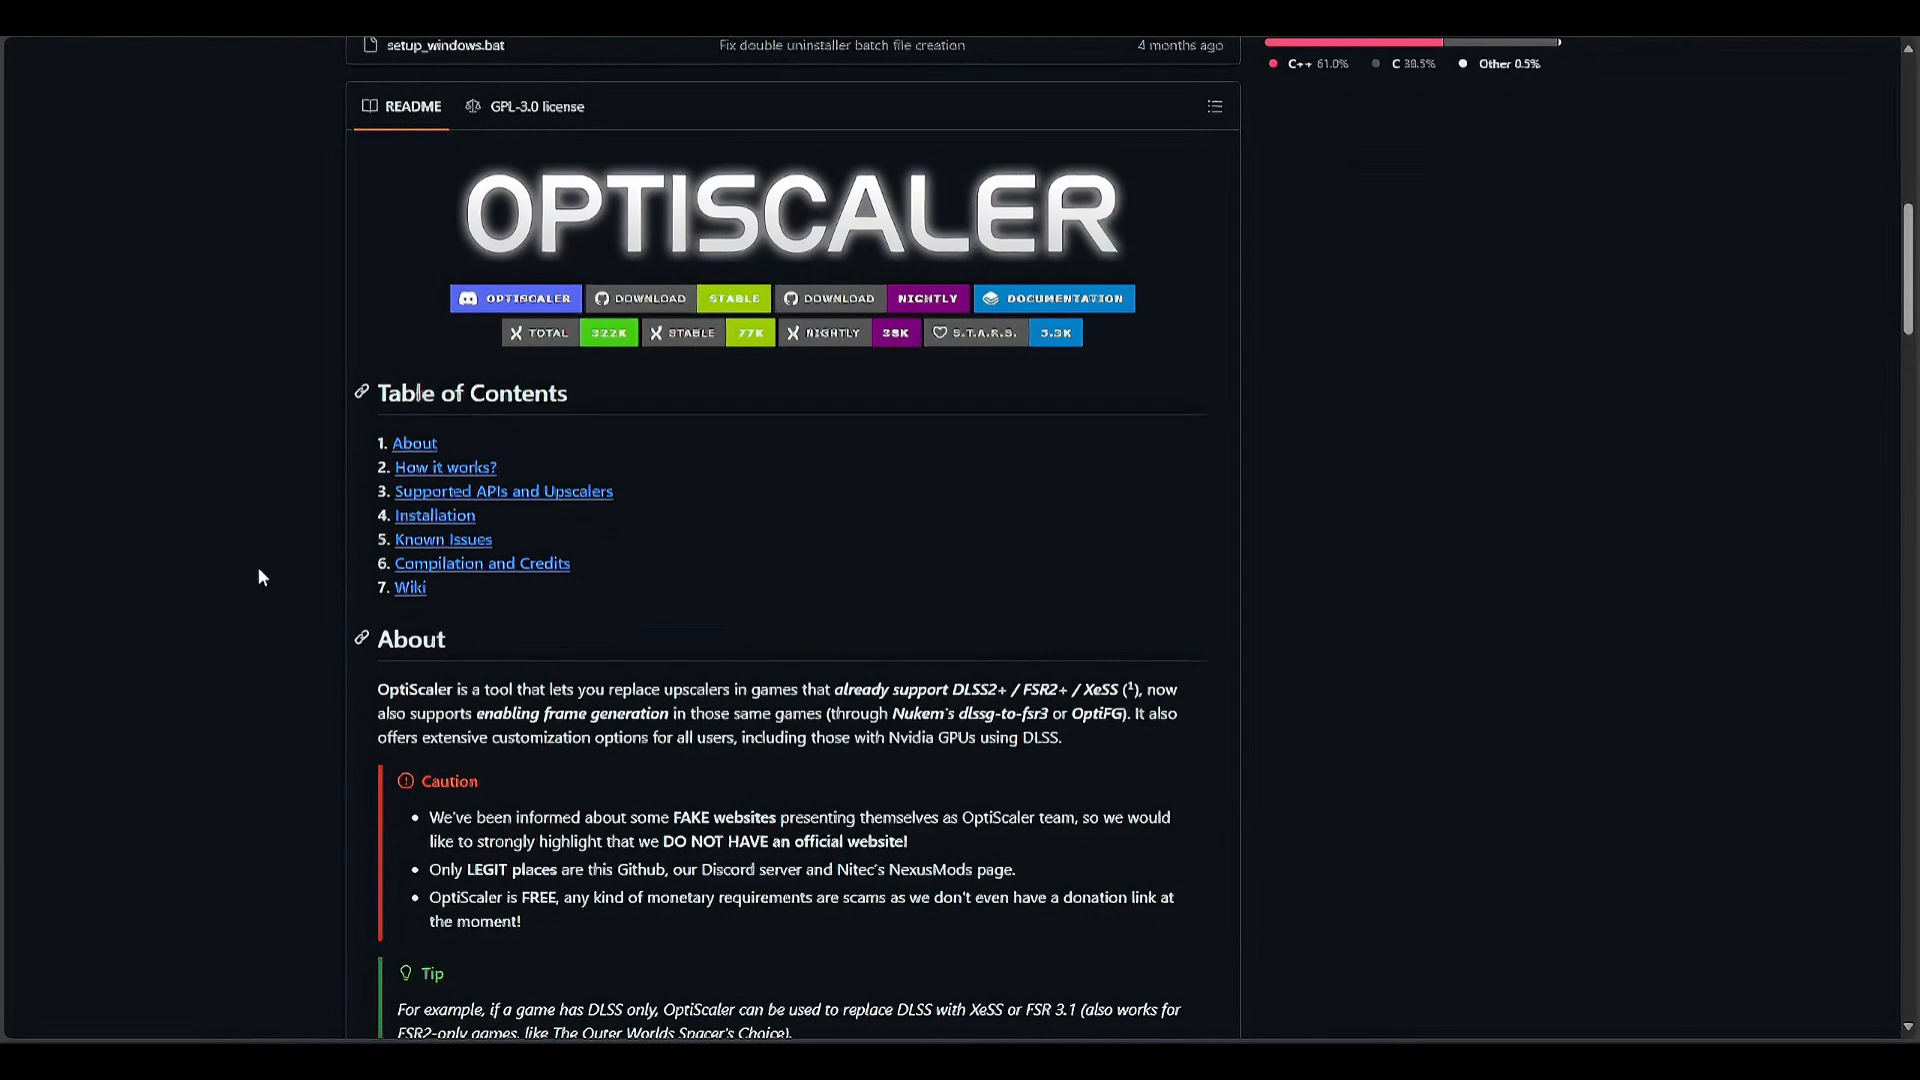 setup_windows.bat Fix double uninstaller batch file creation 4 months ago
C++ 61.0% C 38.5% Other 0.5%
README GPL-3.0 license
OPTISCALER
OPTISCALER DOWNLOAD STABLE DOWNLOAD NIGHTLY DOCUMENTATION
TOTAL 322K STABLE 77K NIGHTLY 38K S.T.A.R.S. 3.3K
Table of Contents
1. About
2. How it works?
3. Supported APIs and Upscalers
4. Installation
5. Known Issues
6. Compilation and Credits
7. Wiki
About
OptiScaler is a tool that lets you replace upscalers in games that already support DLSS2+ / FSR2+ / XeSS (¹), now
also supports enabling frame generation in those same games (through Nukem's dlssg-to-fsr3 or OptiFG). It also
offers extensive customization options for all users, including those with Nvidia GPUs using DLSS.
Caution
• We've been informed about some FAKE websites presenting themselves as OptiScaler team, so we would
like to strongly highlight that we DO NOT HAVE an official website!
• Only LEGIT places are this Github, our Discord server and Nitec's NexusMods page.
• OptiScaler is FREE, any kind of monetary requirements are scams as we don't even have a donation link at
the moment!
Tip
For example, if a game has DLSS only, OptiScaler can be used to replace DLSS with XeSS or FSR 3.1 (also works for
FSR2-only games, like The Outer Worlds Spacer's Choice).